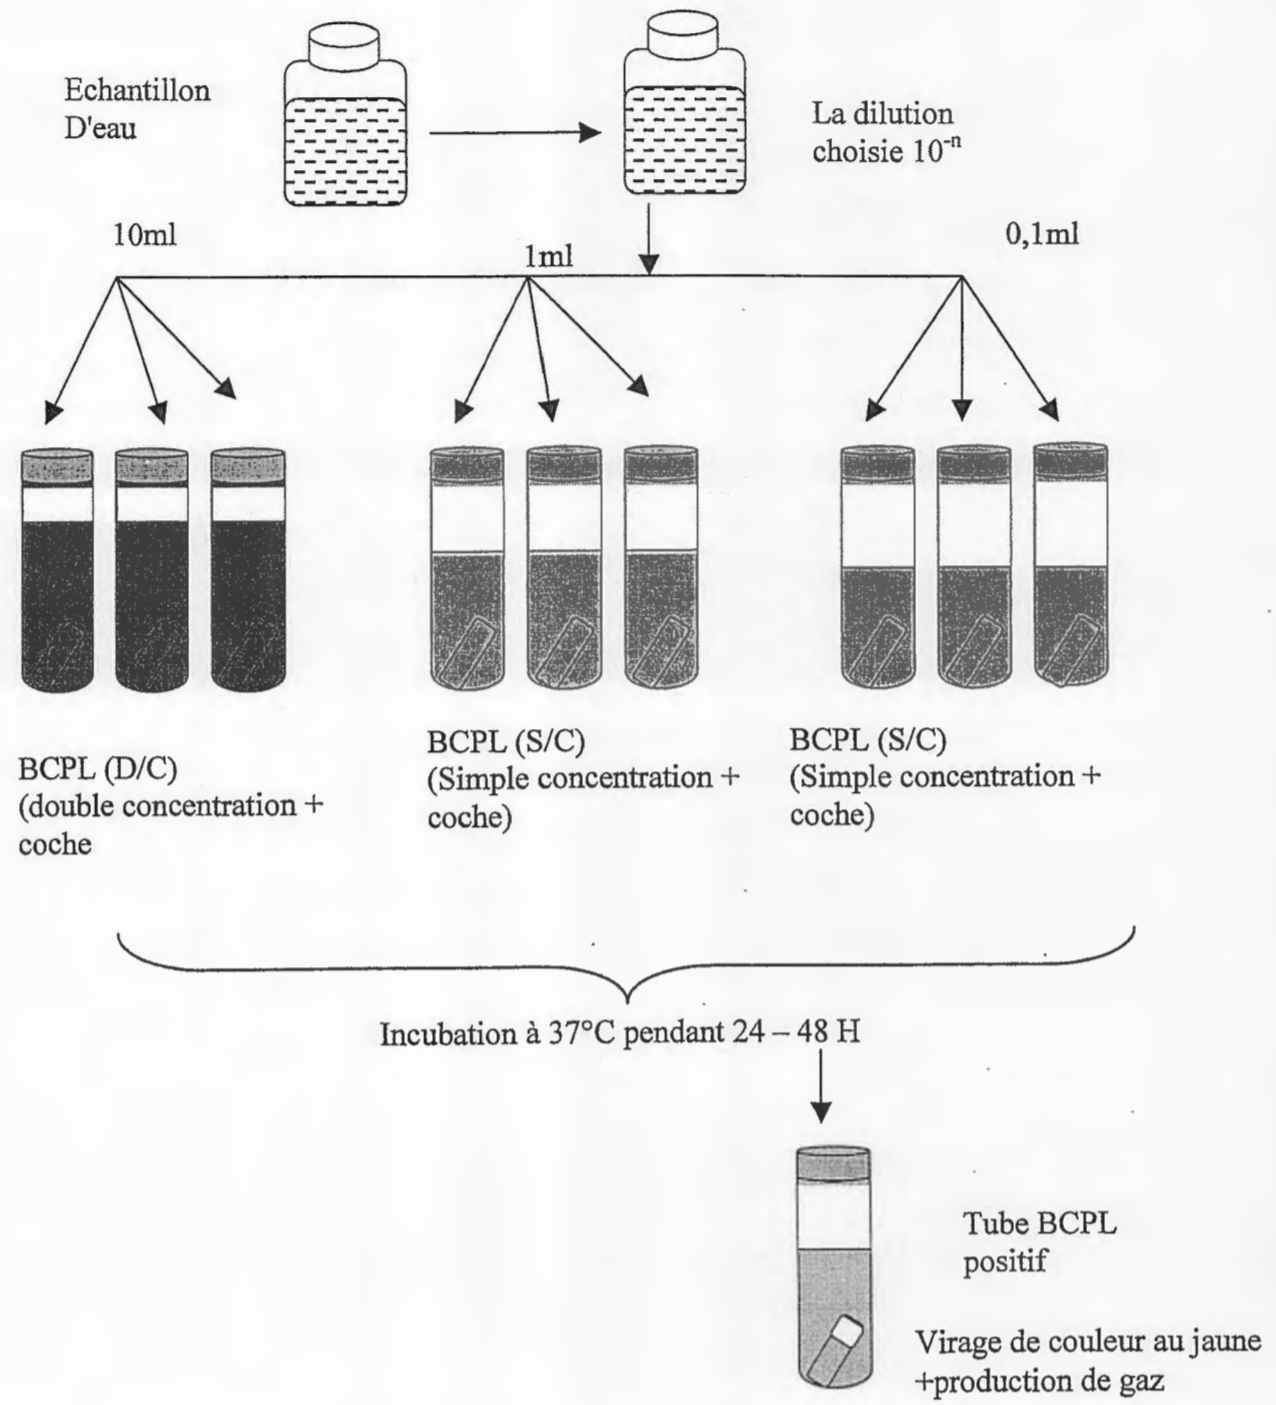 Echantillon
D'eau
La dilution
choisie 10⁻ⁿ
10ml
1ml
0,1ml
BCPL (D/C)
(double concentration +
coche
BCPL (S/C)
(Simple concentration +
coche)
BCPL (S/C)
(Simple concentration +
coche)
Incubation à 37°C pendant 24 – 48 H
Tube BCPL
positif
Virage de couleur au jaune
+production de gaz